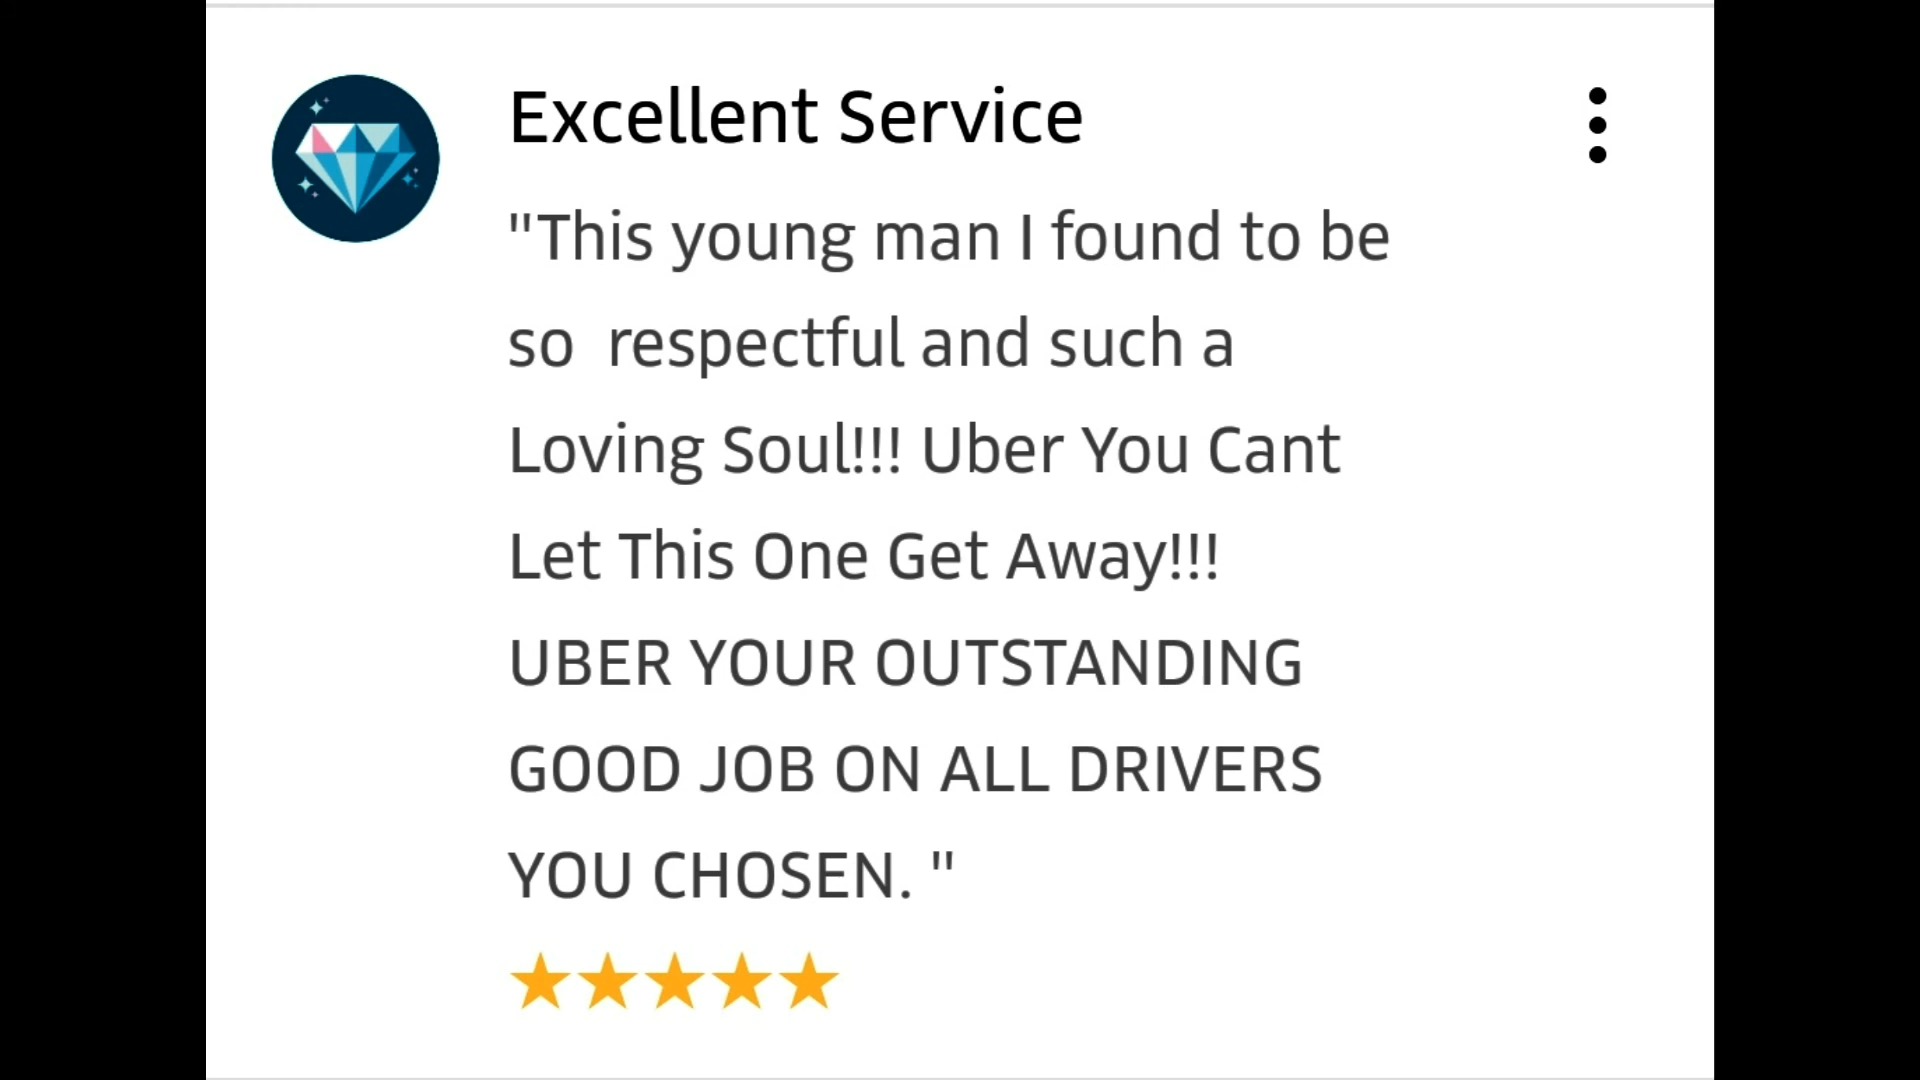 Excellent Service
"This young man I found to be
so  respectful and such a
Loving Soul!!! Uber You Cant
Let This One Get Away!!!
UBER YOUR OUTSTANDING
GOOD JOB ON ALL DRIVERS
YOU CHOSEN. "